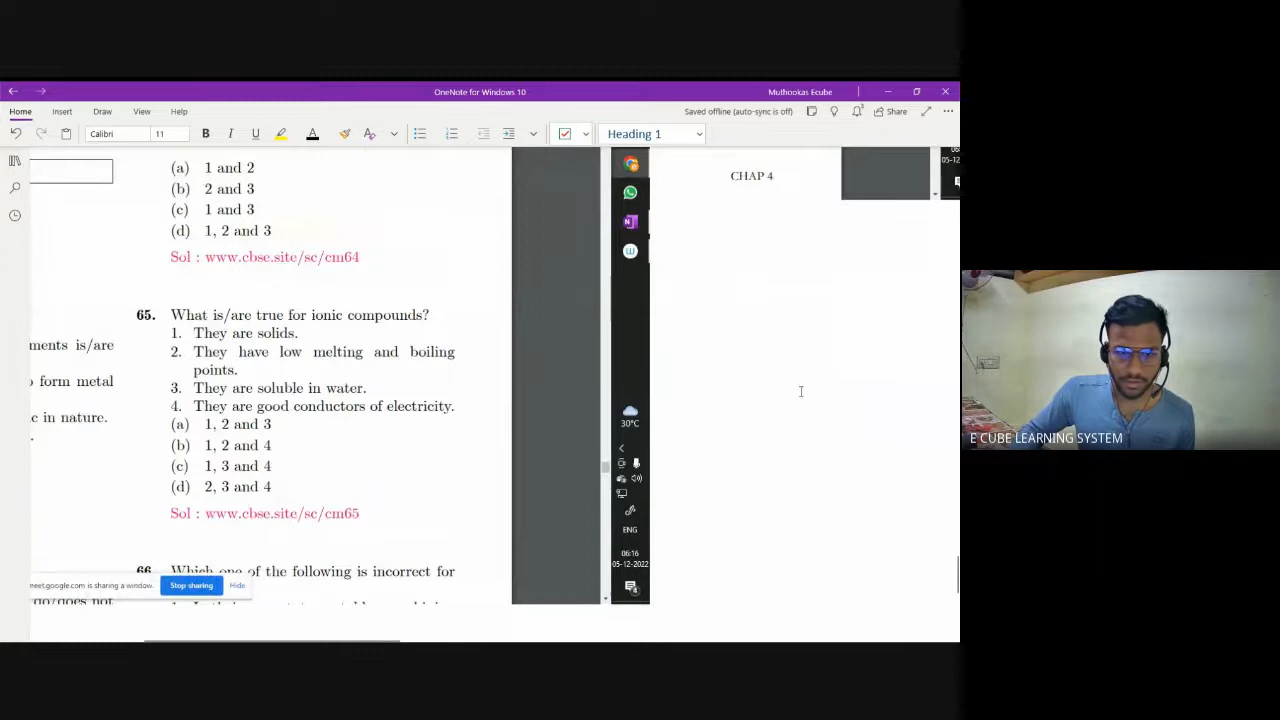 OneNote for Windows 10
Muthookas Ecube
Home
Insert
Draw
View
Help
Saved offline (auto-sync is off)
Share
Calibri
11
B
I
U
A
Heading 1
(a) 1 and 2
(b) 2 and 3
(c) 1 and 3
(d) 1, 2 and 3
Sol : www.cbse.site/sc/cm64
65. What is/are true for ionic compounds?
1. They are solids.
2. They have low melting and boiling
points.
3. They are soluble in water.
4. They are good conductors of electricity.
(a) 1, 2 and 3
(b) 1, 2 and 4
(c) 1, 3 and 4
(d) 2, 3 and 4
Sol : www.cbse.site/sc/cm65
66. Which one of the following is incorrect for
ments is/are
o form metal
c in nature.
meet.google.com is sharing a window.
Stop sharing
Hide
do/does not
CHAP 4
05-12
30°C
ENG
06:16
05-12-2022
E CUBE LEARNING SYSTEM